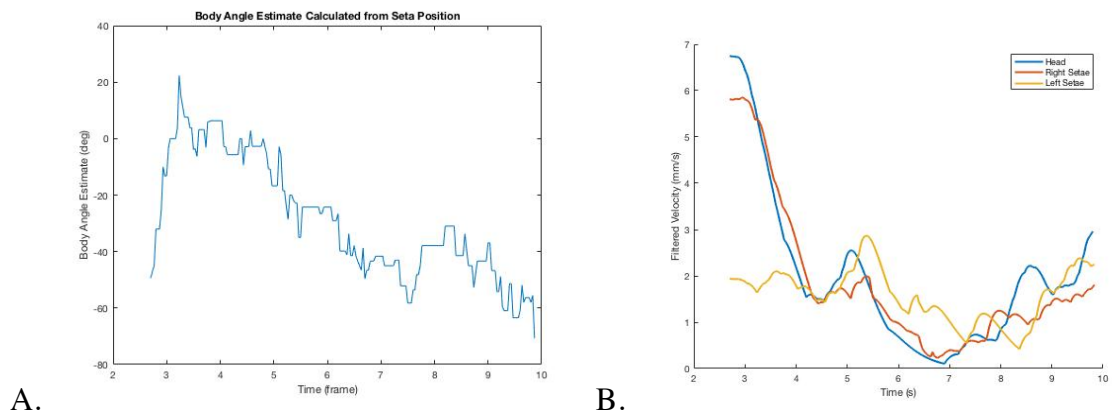 Body Angle Estimate Calculated from Seta Position
40
20
0
-20
-40
-60
-80
Body Angle Estimate (deg)
2 3 4 5 6 7 8 9 10
Time (frame)
A.
7
6
5
4
3
2
1
0
Filtered Velocity (mm/s)
Head
Right Setae
Left Setae
2 3 4 5 6 7 8 9 10
Time (s)
B.